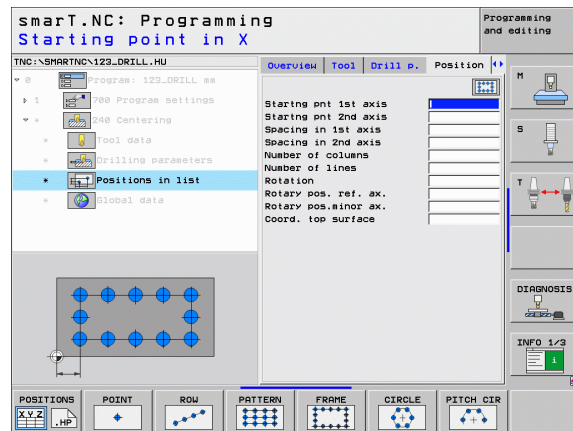 smarT.NC: Programming
Starting point in X
Programming
and editing
TNC:\SMARTNC\123_DRILL.HU
0 Program: 123_DRILL mm
1 700 Program settings
* 240 Centering
* Tool data
* Drilling parameters
* Positions in list
* Global data
Overview Tool Drill p. Position
Startng pnt 1st axis
Startng pnt 2nd axis
Spacing in 1st axis
Spacing in 2nd axis
Number of columns
Number of lines
Rotation
Rotary pos. ref. ax.
Rotary pos.minor ax.
Coord. top surface
M
S
T
DIAGNOSIS
INFO 1/3
i
POSITIONS
X,Y,Z
.HP
POINT
ROW
PATTERN
FRAME
CIRCLE
PITCH CIR